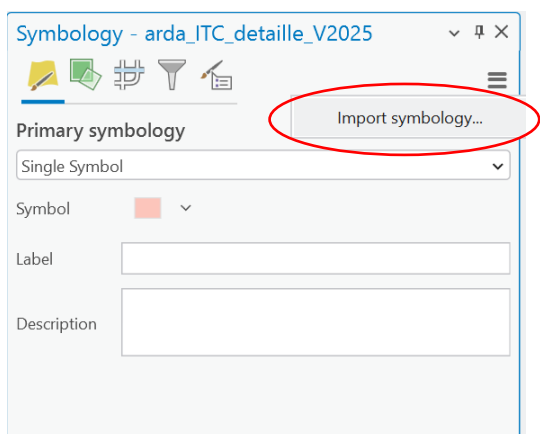 Symbology - arda_ITC_detaille_V2025
Import symbology...
Primary symbology
Single Symbol
Symbol
Label
Description